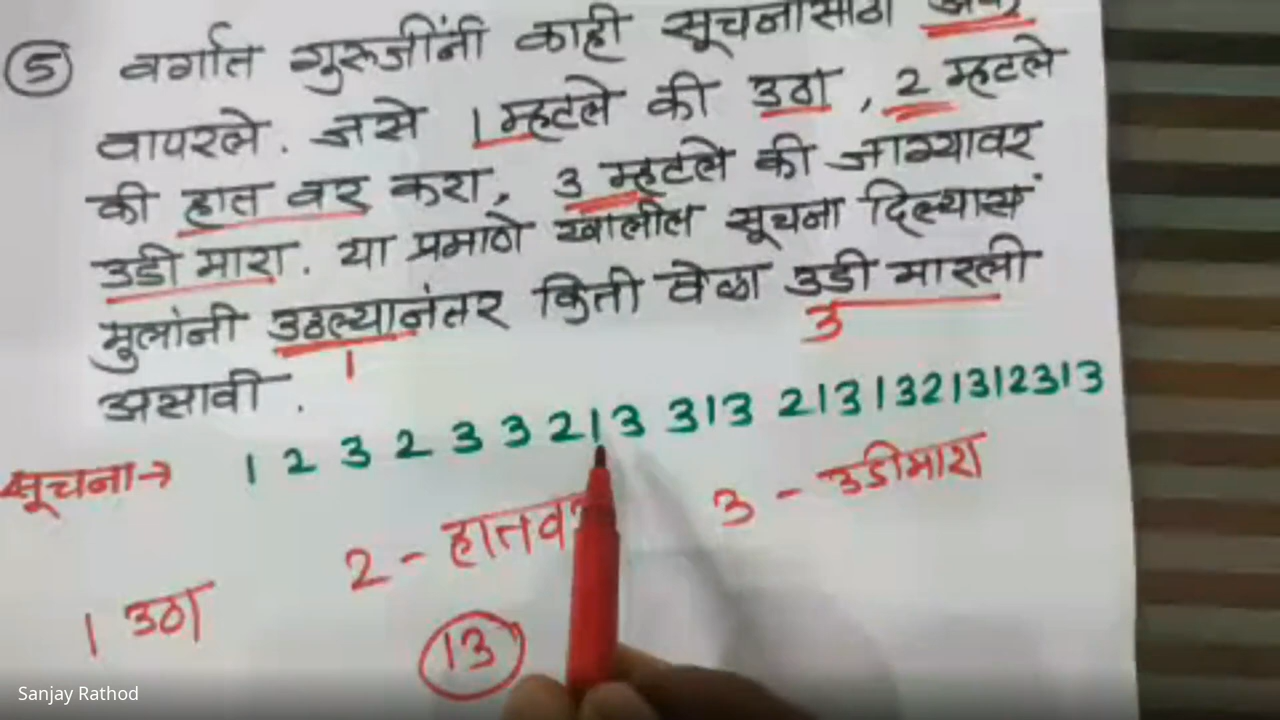 ५ वर्गात गुरुजींनी काही सूचनांसाठी अंक
वापरले. जसे 1 म्हटले की उठा, 2 म्हटले
की हात वर करा, 3 म्हटले की जाग्यावर
उडी मारा. या प्रमाणे खालील सूचना दिल्यास
मुलांनी उठल्यानंतर किती वेळा उडी मारली
1 3
असावी.
सूचना→ 1 2 3 2 3 3 2 1 3 3 1 3 2 1 3 1 3 2 1 3 1 2 3 1 3
1 उठा 2 - हातवर 3 - उडीमारा
13
Sanjay Rathod